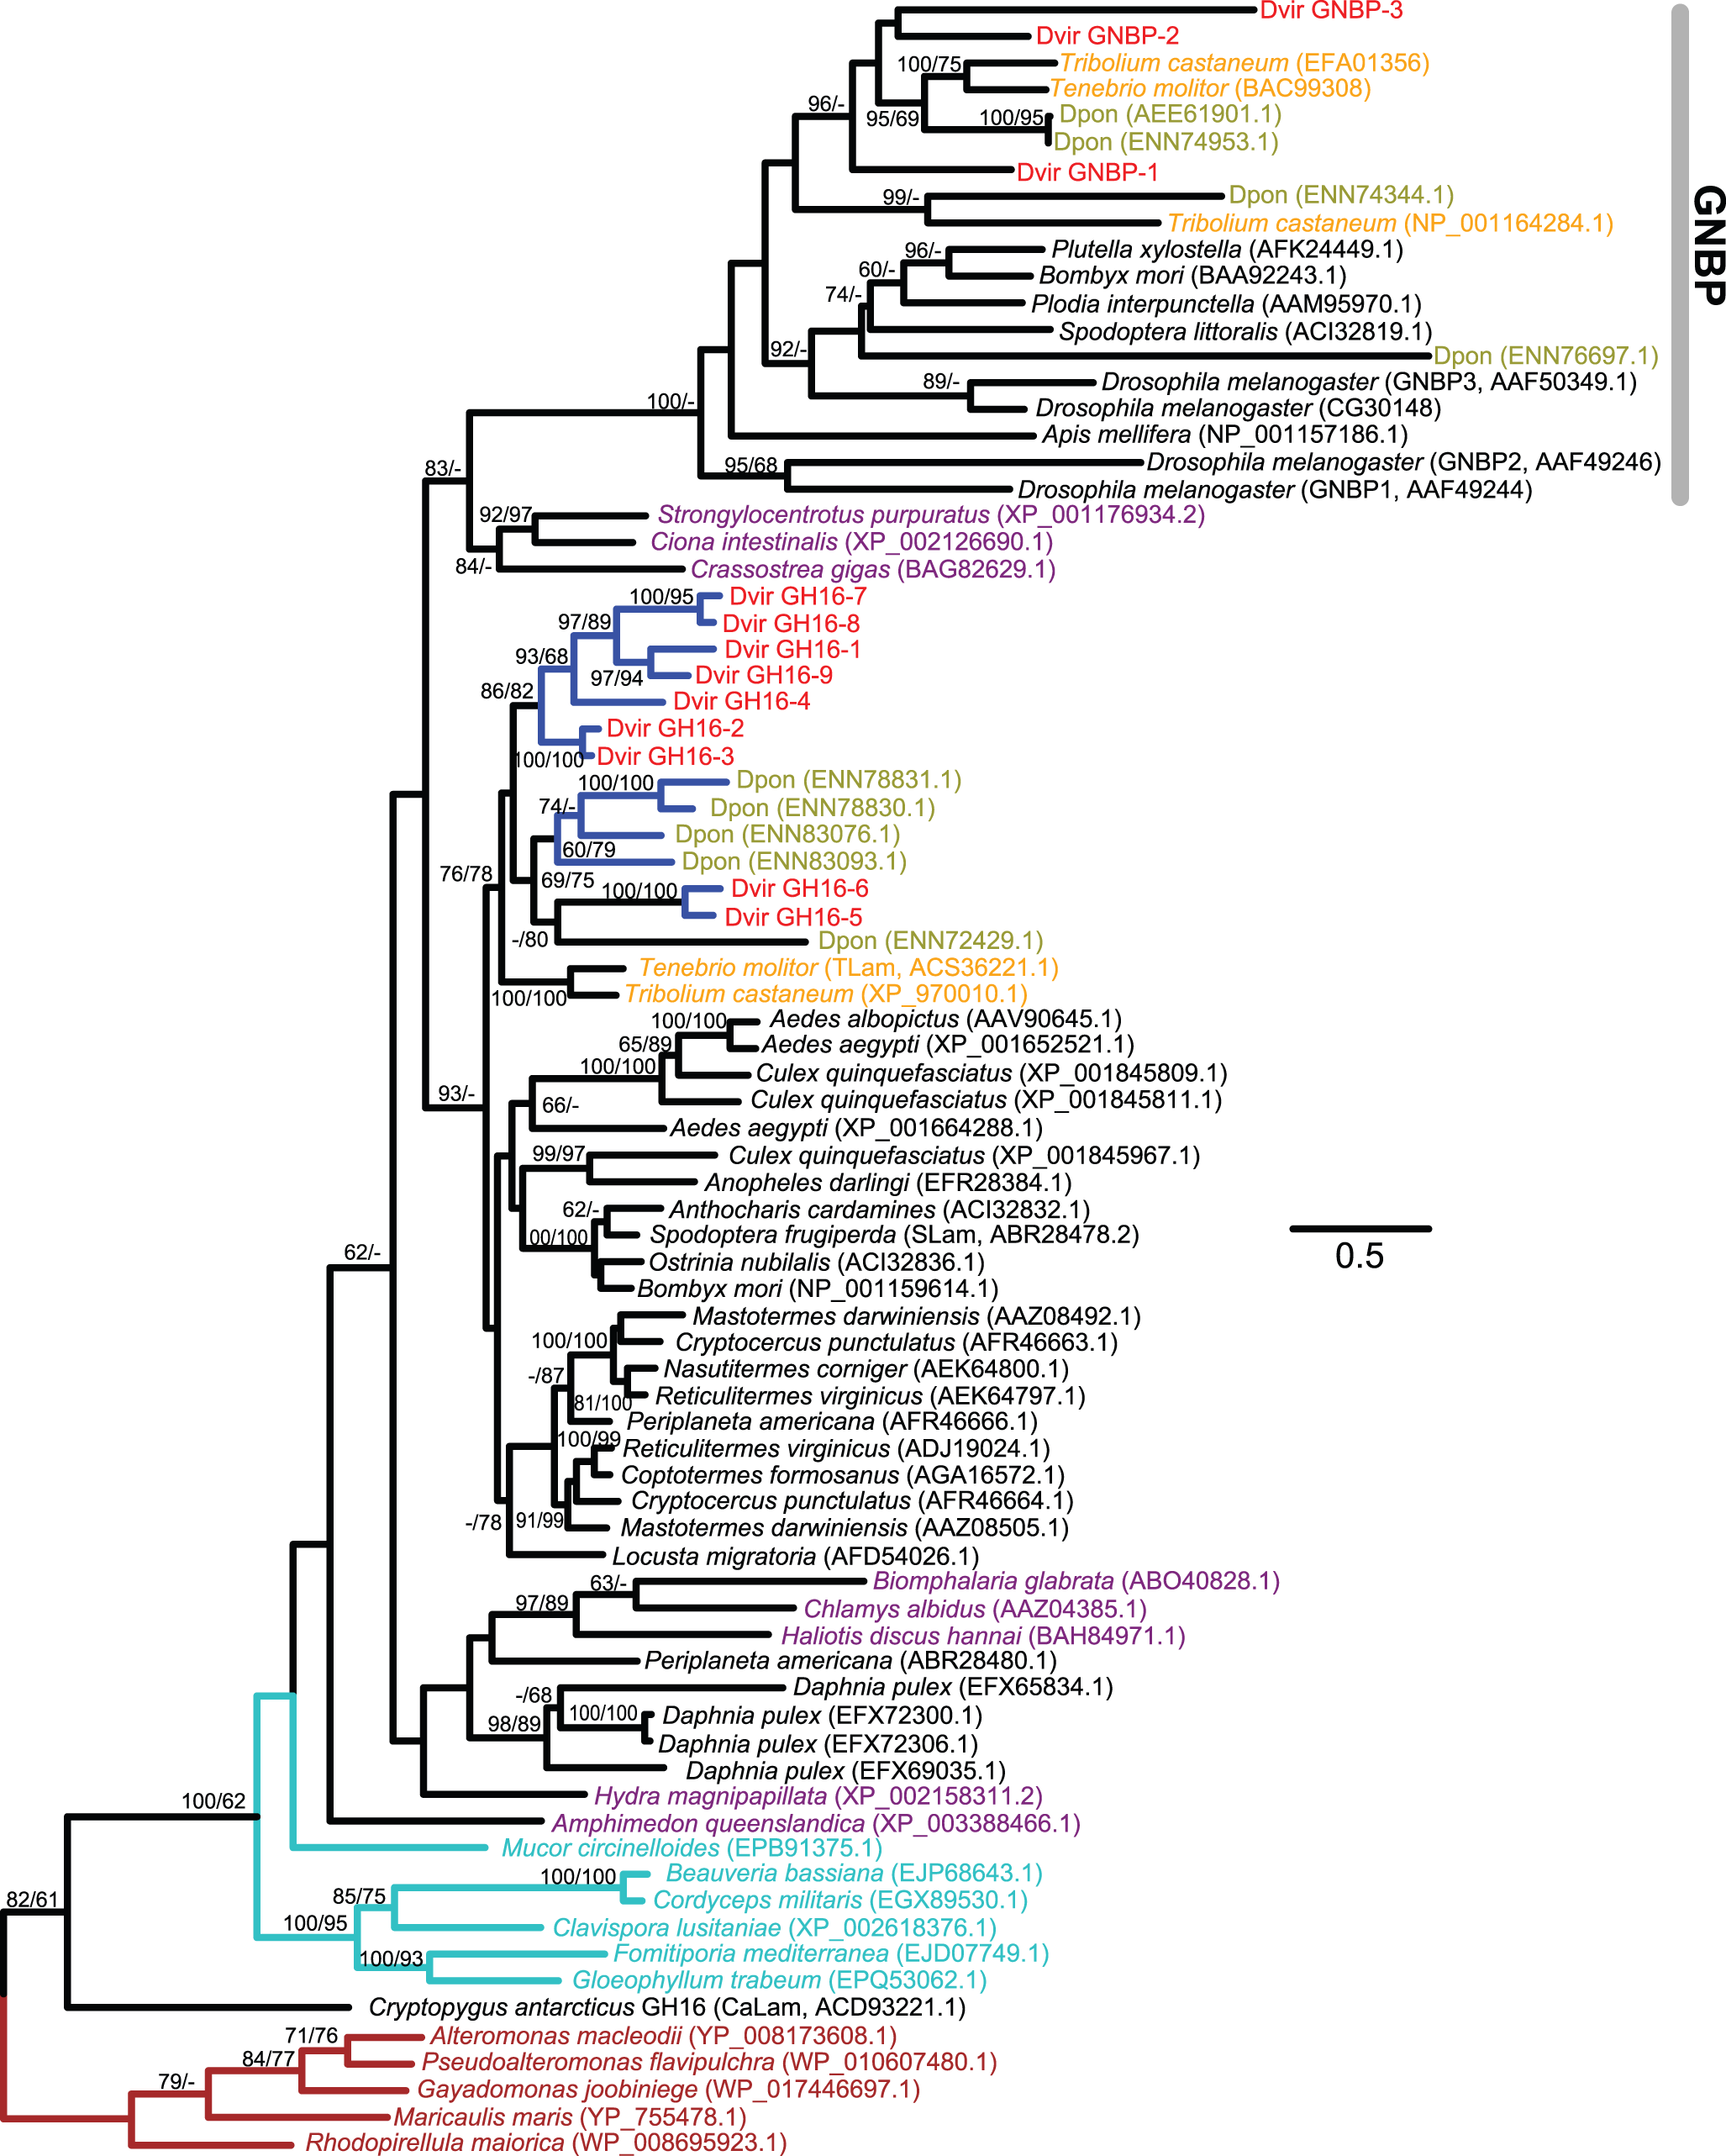 Dvir GNBP-3
Dvir GNBP-2
100/75
Tribolium castaneum (EFA01356)
Tenebrio molitor (BAC99308)
96/-
95/69
100/95
Dpon (AEE61901.1)
Dpon (ENN74953.1)
Dvir GNBP-1
99/-
Dpon (ENN74344.1)
Tribolium castaneum (NP_001164284.1)
GNBP
96/-
Plutella xylostella (AFK24449.1)
60/-
Bombyx mori (BAA92243.1)
74/-
Plodia interpunctella (AAM95970.1)
Spodoptera littoralis (ACI32819.1)
92/-
Dpon (ENN76697.1)
89/-
Drosophila melanogaster (GNBP3, AAF50349.1)
100/-
Drosophila melanogaster (CG30148)
Apis mellifera (NP_001157186.1)
83/-
95/68
Drosophila melanogaster (GNBP2, AAF49246)
Drosophila melanogaster (GNBP1, AAF49244)
92/97
Strongylocentrotus purpuratus (XP_001176934.2)
Ciona intestinalis (XP_002126690.1)
84/-
Crassostrea gigas (BAG82629.1)
100/95
Dvir GH16-7
97/89
Dvir GH16-8
93/68
Dvir GH16-1
97/94
Dvir GH16-9
86/82
Dvir GH16-4
Dvir GH16-2
100/100
Dvir GH16-3
100/100
Dpon (ENN78831.1)
74/-
Dpon (ENN78830.1)
Dpon (ENN83076.1)
60/79
Dpon (ENN83093.1)
76/78
69/75
100/100
Dvir GH16-6
Dvir GH16-5
-/80
Dpon (ENN72429.1)
Tenebrio molitor (TLam, ACS36221.1)
100/100
Tribolium castaneum (XP_970010.1)
100/100
Aedes albopictus (AAV90645.1)
65/89
Aedes aegypti (XP_001652521.1)
100/100
Culex quinquefasciatus (XP_001845809.1)
93/-
66/-
Culex quinquefasciatus (XP_001845811.1)
Aedes aegypti (XP_001664288.1)
99/97
Culex quinquefasciatus (XP_001845967.1)
Anopheles darlingi (EFR28384.1)
62/-
Anthocharis cardamines (ACI32832.1)
00/100
Spodoptera frugiperda (SLam, ABR28478.2)
62/-
Ostrinia nubilalis (ACI32836.1)
0.5
Bombyx mori (NP_001159614.1)
Mastotermes darwiniensis (AAZ08492.1)
100/100
Cryptocercus punctulatus (AFR46663.1)
-/87
Nasutitermes corniger (AEK64800.1)
81/100
Reticulitermes virginicus (AEK64797.1)
Periplaneta americana (AFR46666.1)
100/99
Reticulitermes virginicus (ADJ19024.1)
Coptotermes formosanus (AGA16572.1)
Cryptocercus punctulatus (AFR46664.1)
-/78
91/99
Mastotermes darwiniensis (AAZ08505.1)
Locusta migratoria (AFD54026.1)
63/-
Biomphalaria glabrata (ABO40828.1)
97/89
Chlamys albidus (AAZ04385.1)
Haliotis discus hannai (BAH84971.1)
Periplaneta americana (ABR28480.1)
-/68
Daphnia pulex (EFX65834.1)
98/89
100/100
Daphnia pulex (EFX72300.1)
Daphnia pulex (EFX72306.1)
Daphnia pulex (EFX69035.1)
Hydra magnipapillata (XP_002158311.2)
100/62
Amphimedon queenslandica (XP_003388466.1)
Mucor circinelloides (EPB91375.1)
100/100
Beauveria bassiana (EJP68643.1)
82/61
85/75
Cordyceps militaris (EGX89530.1)
100/95
Clavispora lusitaniae (XP_002618376.1)
100/93
Fomitiporia mediterranea (EJD07749.1)
Gloeophyllum trabeum (EPQ53062.1)
Cryptopygus antarcticus GH16 (CaLam, ACD93221.1)
71/76
Alteromonas macleodii (YP_008173608.1)
84/77
Pseudoalteromonas flavipulchra (WP_010607480.1)
79/-
Gayadomonas joobiniege (WP_017446697.1)
Maricaulis maris (YP_755478.1)
Rhodopirellula maiorica (WP_008695923.1)